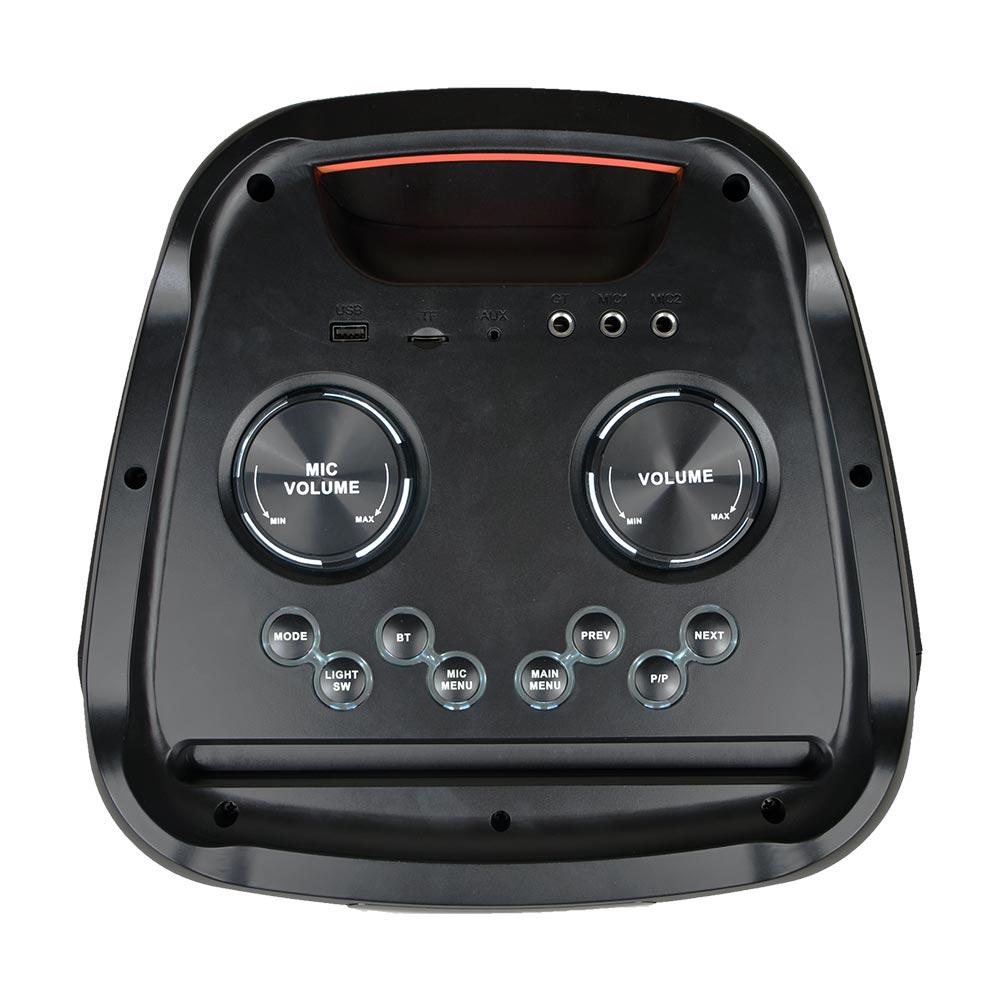 USB
TF
AUX
GT
MIC1
MIC2
MIC
VOLUME
MIN
MAX
VOLUME
MIN
MAX
MODE
BT
PREV
NEXT
LIGHT
SW
MIC
MENU
MAIN
MENU
P/P